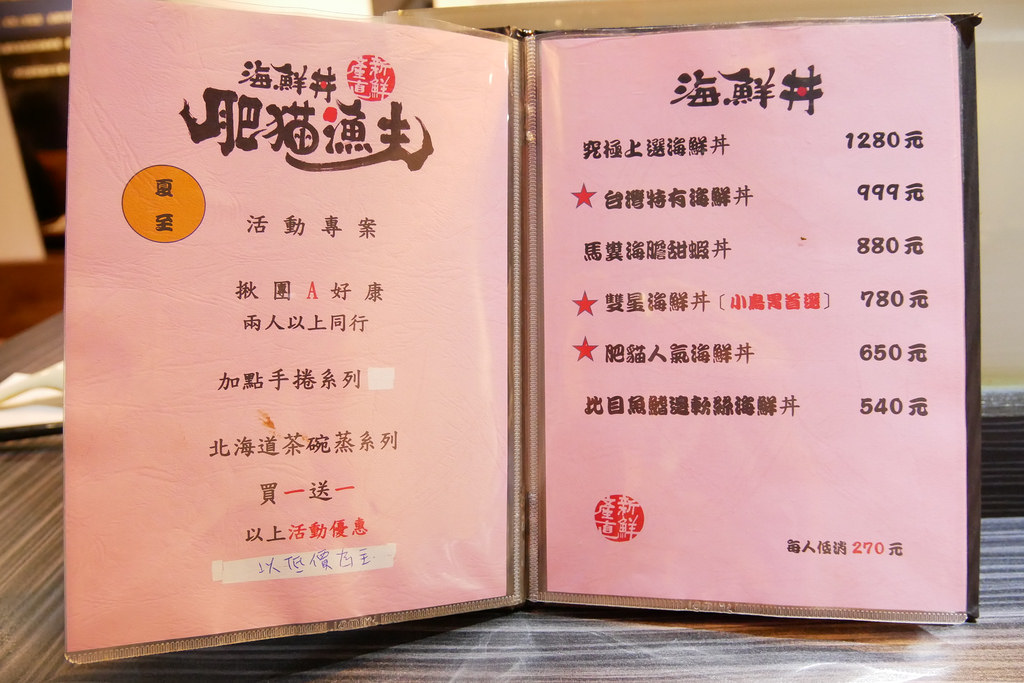 海鮮丼
新鮮產直
肥猫漁夫
夏至
活動專案
揪團A好康
兩人以上同行
加點手捲系列
北海道茶碗蒸系列
買一送一
以上活動優惠
以低價為主
海鮮丼
究極上選海鮮丼 1280元
★台灣特有海鮮丼 999元
馬糞海膽甜蝦丼 880元
★雙星海鮮丼〔小鳥胃首選〕 780元
★肥貓人氣海鮮丼 650元
比目魚鰭邊軟絲海鮮丼 540元
新鮮產直
每人低消270元